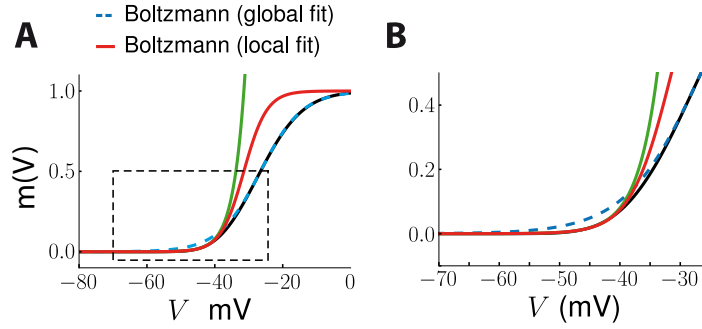 A
Boltzmann (global fit)
Boltzmann (local fit)
m(V)
1.0
0.5
0.0
−80
−60
−40
−20
0
V mV
B
0.4
0.2
0.0
−70
−60
−50
−40
−30
V (mV)